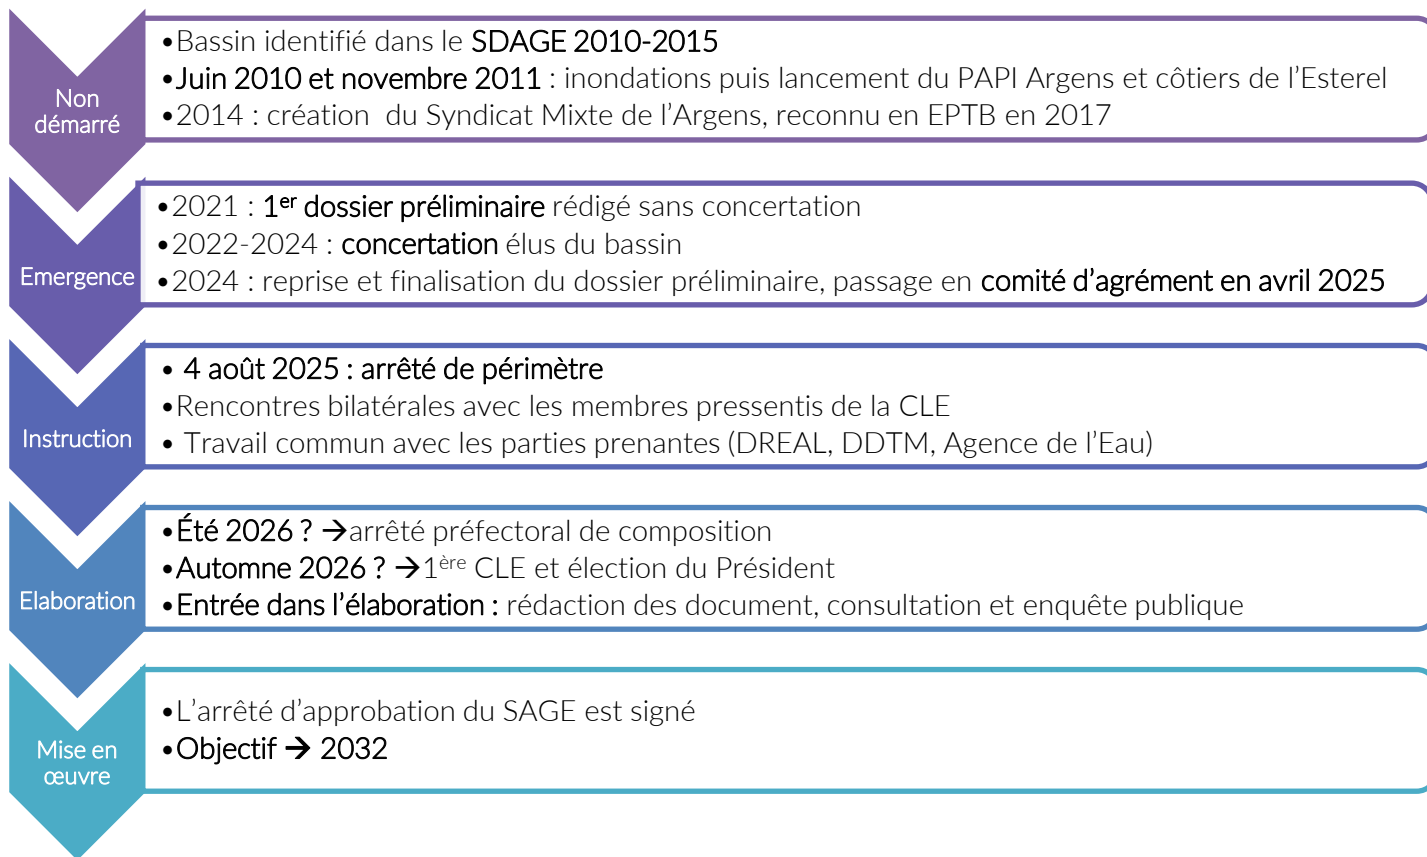 Non
démarré
•Bassin identifié dans le SDAGE 2010-2015
•Juin 2010 et novembre 2011 : inondations puis lancement du PAPI Argens et côtiers de l’Esterel
•2014 : création du Syndicat Mixte de l’Argens, reconnu en EPTB en 2017
Emergence
•2021 : 1er dossier préliminaire rédigé sans concertation
•2022-2024 : concertation élus du bassin
•2024 : reprise et finalisation du dossier préliminaire, passage en comité d’agrément en avril 2025
Instruction
• 4 août 2025 : arrêté de périmètre
•Rencontres bilatérales avec les membres pressentis de la CLE
• Travail commun avec les parties prenantes (DREAL, DDTM, Agence de l’Eau)
Elaboration
•Été 2026 ? →arrêté préfectoral de composition
•Automne 2026 ? →1ère CLE et élection du Président
•Entrée dans l’élaboration : rédaction des document, consultation et enquête publique
Mise en
œuvre
•L’arrêté d’approbation du SAGE est signé
•Objectif → 2032